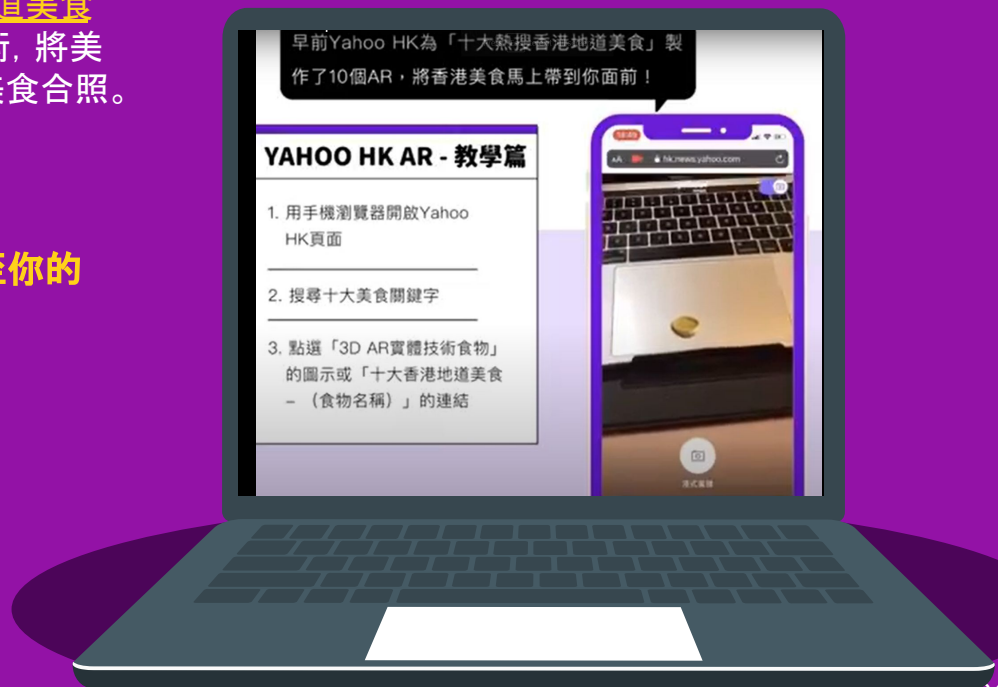 道美食
術, 將美
美食合照。
至你的
早前Yahoo HK為「十大熱搜香港地道美食」製
作了10個AR，將香港美食馬上帶到你面前！
YAHOO HK AR - 教學篇
1. 用手機瀏覽器開啟Yahoo
HK頁面
2. 搜尋十大美食關鍵字
3. 點選「3D AR實體技術食物」
的圖示或「十大香港地道美食
– （食物名稱）」的連結
AA hk.news.yahoo.com